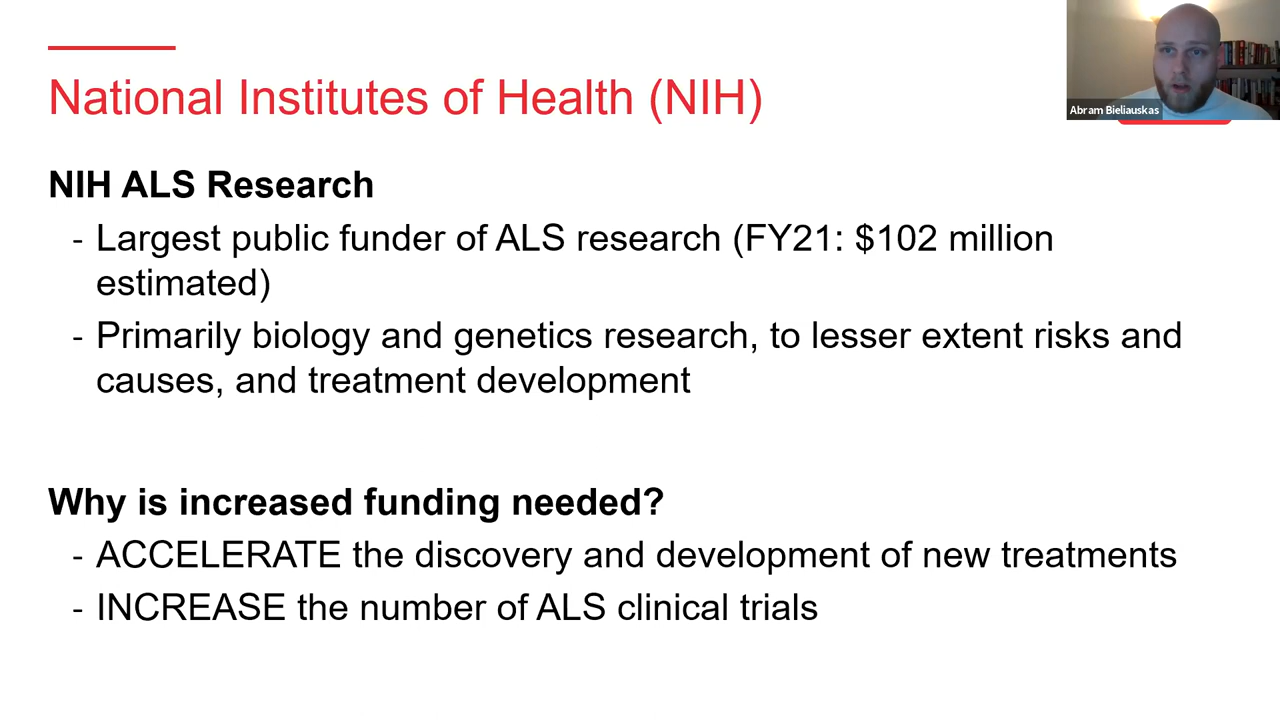 National Institutes of Health (NIH)
Abram Bieliauskas
NIH ALS Research
- Largest public funder of ALS research (FY21: $102 million
estimated)
- Primarily biology and genetics research, to lesser extent risks and
causes, and treatment development
Why is increased funding needed?
- ACCELERATE the discovery and development of new treatments
- INCREASE the number of ALS clinical trials